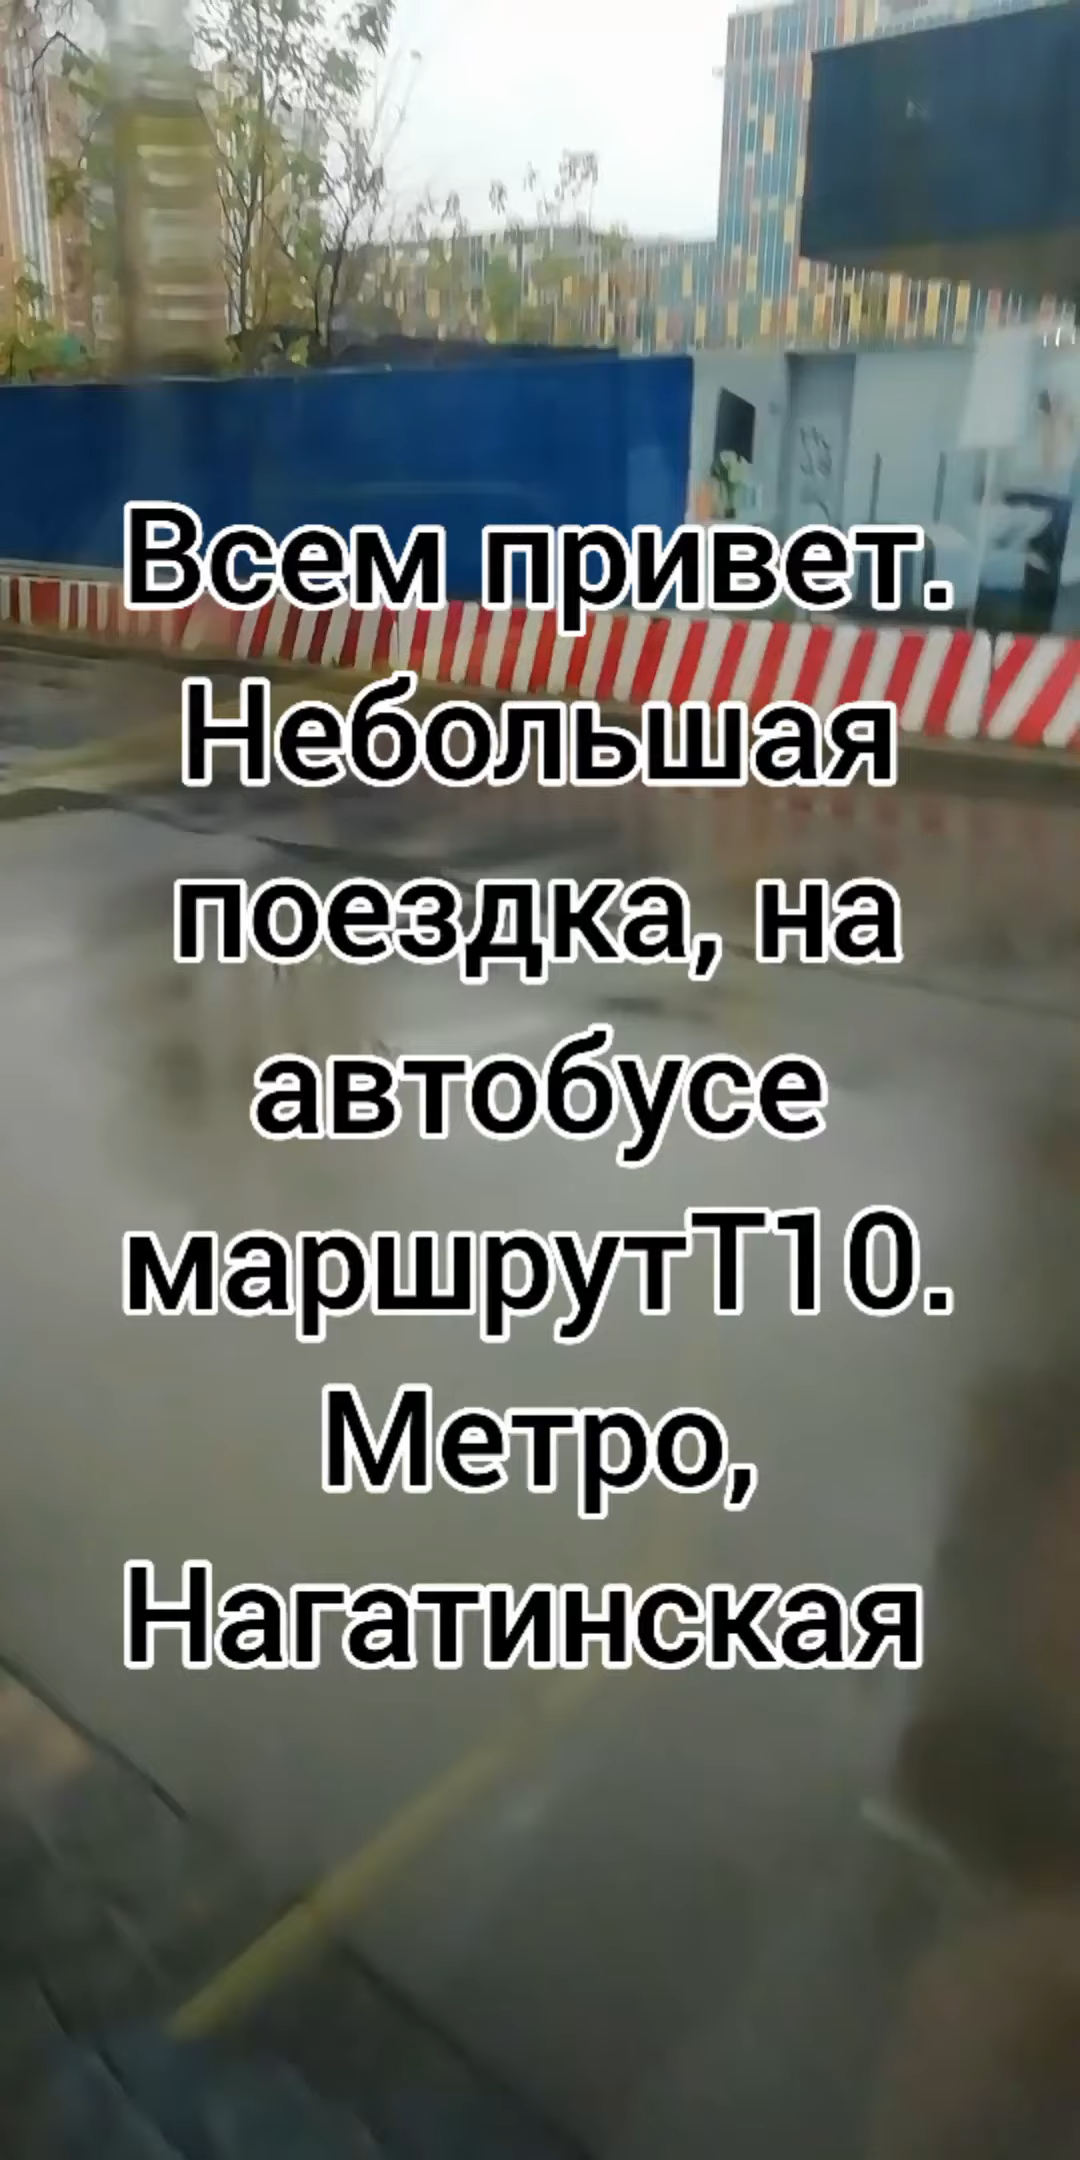 Всем привет.
Небольшая
поездка, на
автобусе
маршрутТ10.
Метро,
Нагатинская